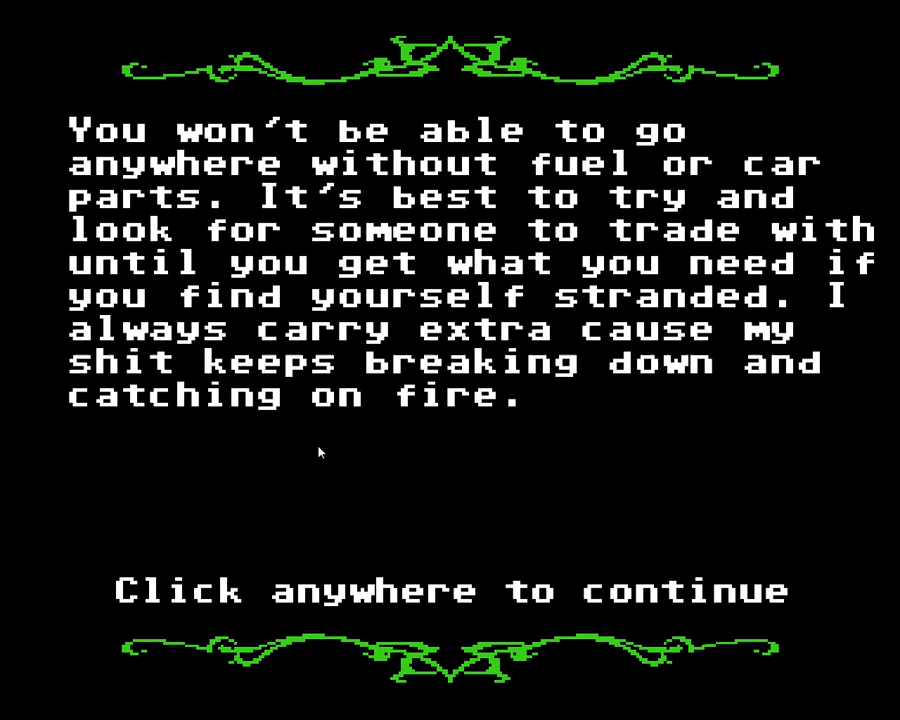 You won't be able to go
anywhere without fuel or car
parts. It's best to try and
look for someone to trade with
until you get what you need if
you find yourself stranded. I
always carry extra cause my
shit keeps breaking down and
catching on fire.
Click anywhere to continue